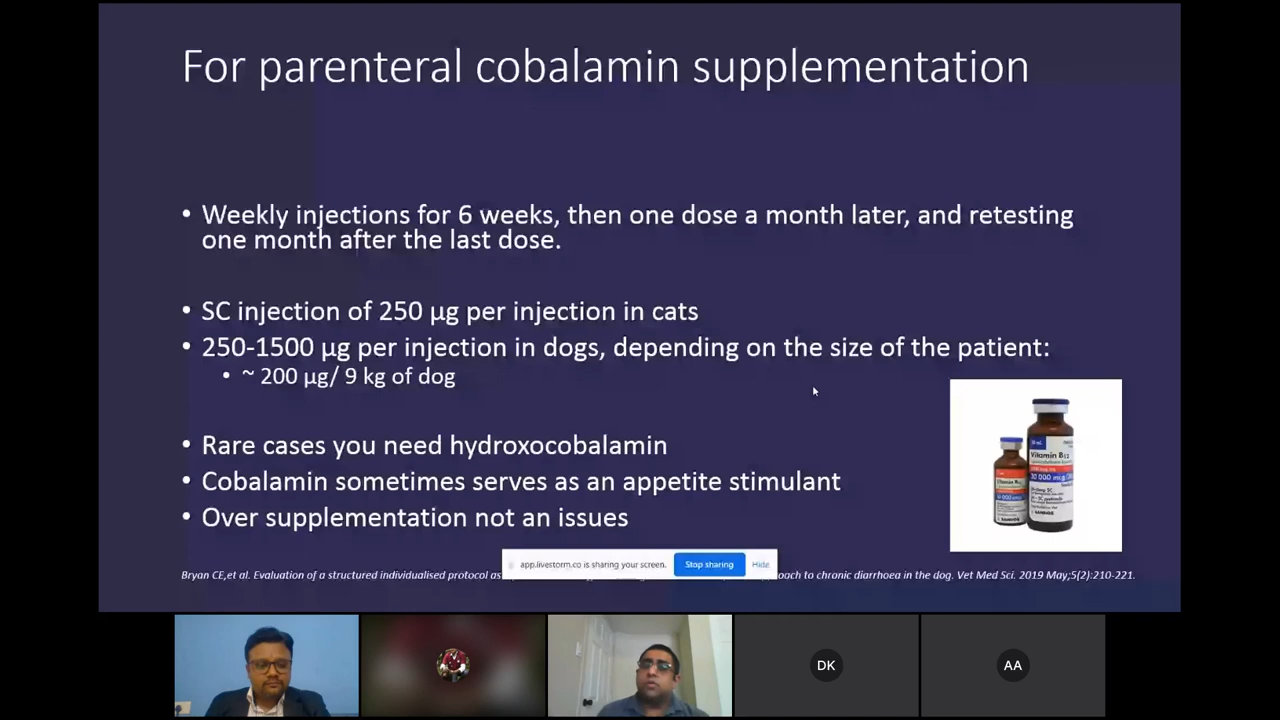 For parenteral cobalamin supplementation
• Weekly injections for 6 weeks, then one dose a month later, and retesting
one month after the last dose.
• SC injection of 250 µg per injection in cats
• 250-1500 µg per injection in dogs, depending on the size of the patient:
• ~ 200 µg/ 9 kg of dog
• Rare cases you need hydroxocobalamin
• Cobalamin sometimes serves as an appetite stimulant
• Over supplementation not an issues
Vitamin B12
app.livestorm.co is sharing your screen. Stop sharing Hide
Bryan CE,et al. Evaluation of a structured individualised protocol as approach to chronic diarrhoea in the dog. Vet Med Sci. 2019 May;5(2):210-221.
DK AA